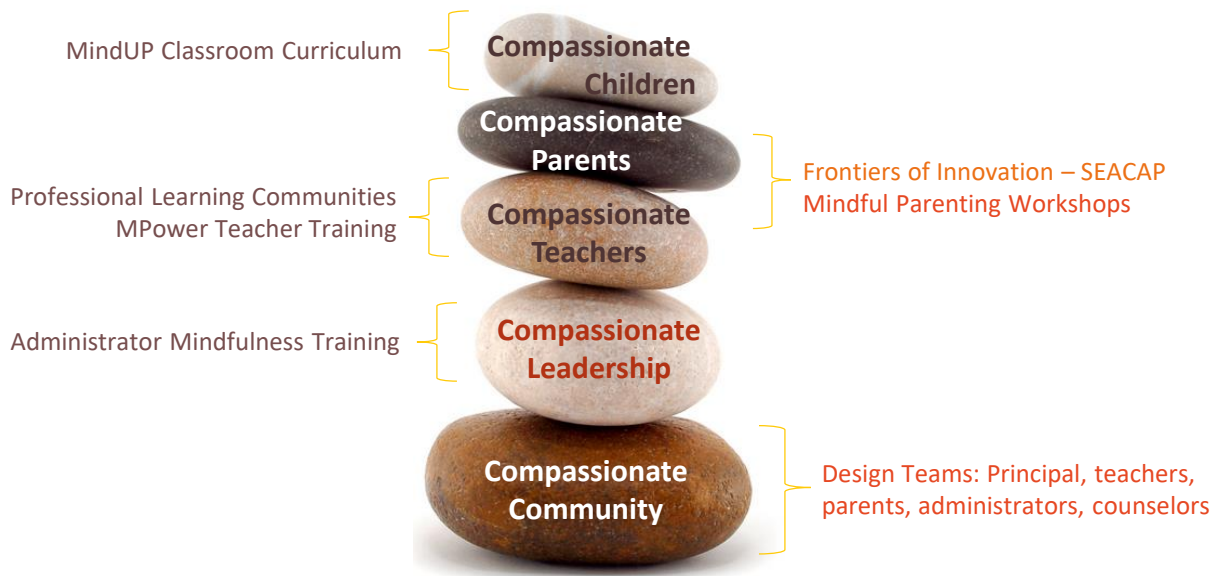 MindUP Classroom Curriculum
Compassionate
Children
Compassionate
Parents
Frontiers of Innovation – SEACAP
Mindful Parenting Workshops
Professional Learning Communities
MPower Teacher Training
Compassionate
Teachers
Administrator Mindfulness Training
Compassionate
Leadership
Compassionate
Community
Design Teams: Principal, teachers,
parents, administrators, counselors